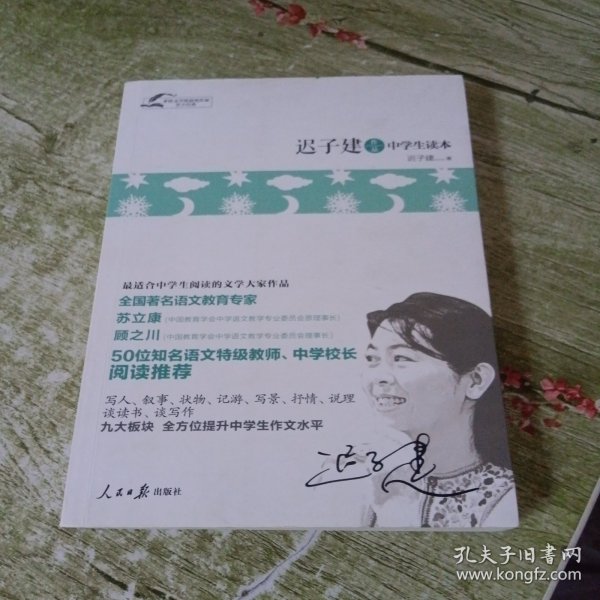 迟子建 作品 中学生读本
迟子建 著
最适合中学生阅读的文学大家作品
全国著名语文教育专家
苏立康(中国教育学会中学语文教学专业委员会原理事长)
顾之川(中国教育学会中学语文教学专业委员会理事长)
50位知名语文特级教师、中学校长
阅读推荐
写人、叙事、状物、记游、写景、抒情、说理
谈读书、谈写作
九大板块 全方位提升中学生作文水平
迟子建
人民日报出版社
孔夫子旧书网
www.kongfz.com